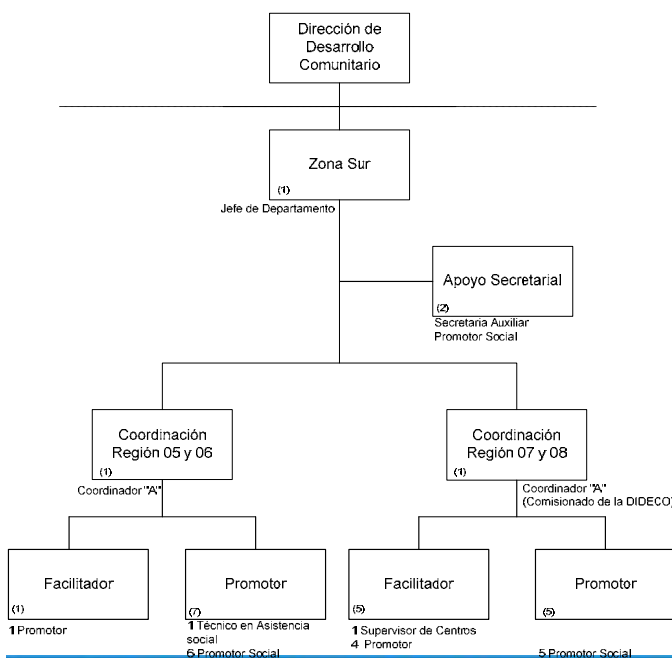 Dirección de
Desarrollo
Comunitario
Zona Sur
(1)
Jefe de Departamento
Apoyo Secretarial
(2)
Secretaria Auxiliar
Promotor Social
Coordinación
Región 05 y 06
(1)
Coordinador "A"
Coordinación
Región 07 y 08
(1)
Coordinador "A"
(Comisionado de la DIDECO)
Facilitador
(1)
1 Promotor
Promotor
(7)
1 Técnico en Asistencia
social
6 Promotor Social
Facilitador
(5)
1 Supervisor de Centros
4 Promotor
Promotor
(5)
5 Promotor Social